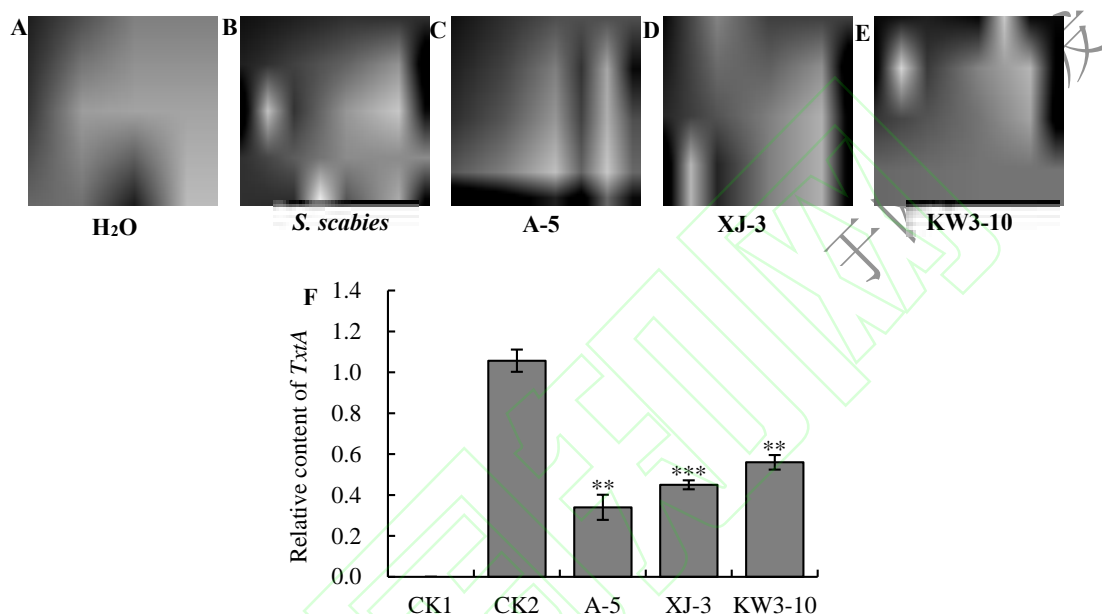 A B C D E
H₂O S. scabies A-5 XJ-3 KW3-10
F
Relative content of TxtA
1.4
1.2
1.0
0.8
0.6
0.4
0.2
0.0
** *** **
CK1 CK2 A-5 XJ-3 KW3-10